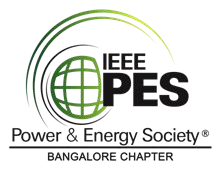 IEEE
PES
Power & Energy Society®
BANGALORE CHAPTER